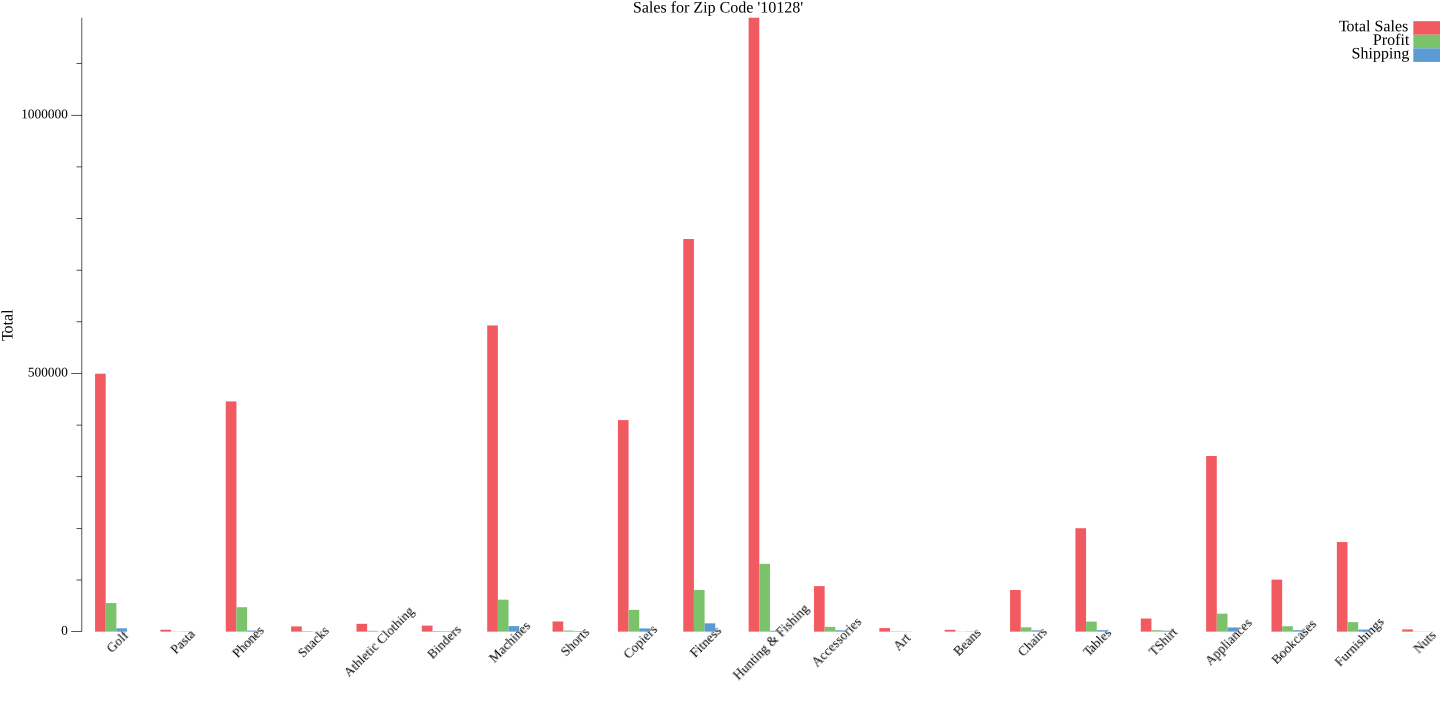 Sales for Zip Code '10128'
Total Sales
Profit
Shipping
Total
1000000
500000
0
Golf
Pasta
Phones
Snacks
Athletic Clothing
Binders
Machines
Shorts
Copiers
Fitness
Hunting & Fishing
Accessories
Art
Beans
Chairs
Tables
TShirt
Appliances
Bookcases
Furnishings
Nuts